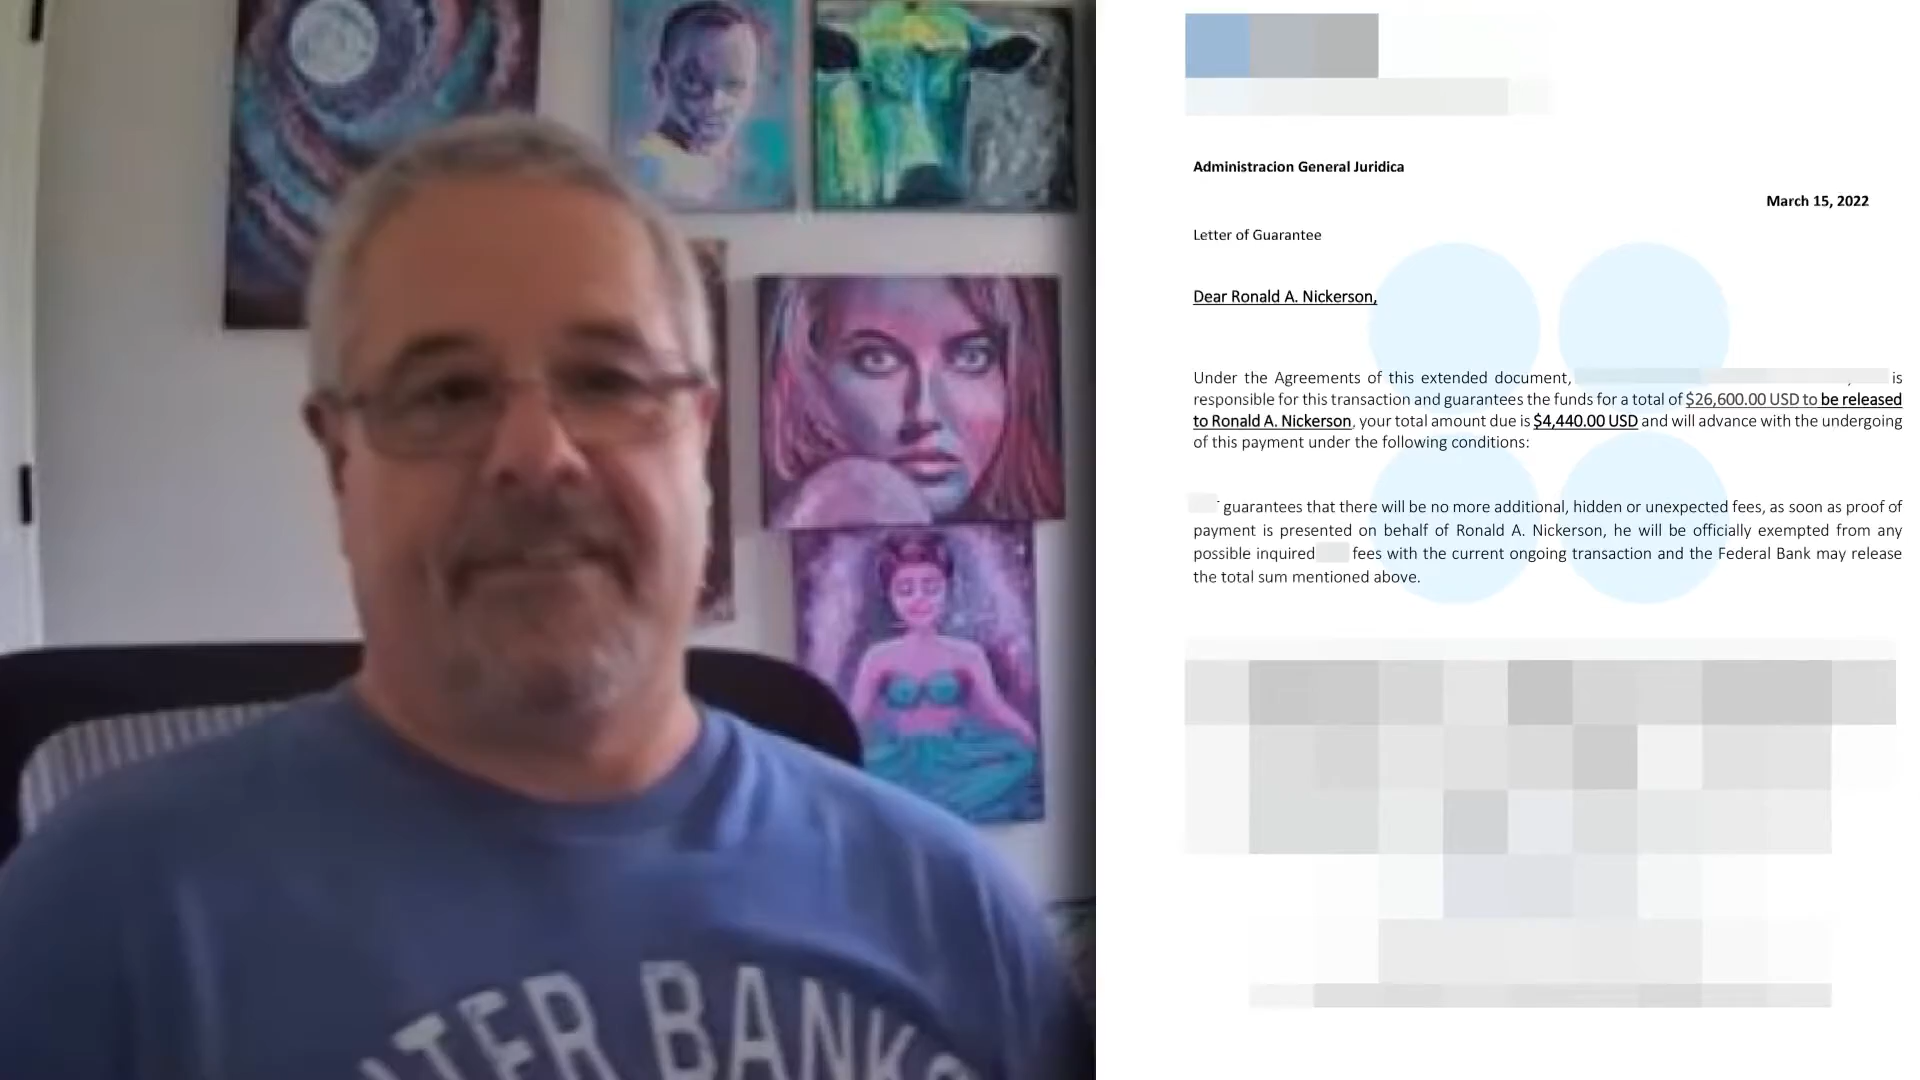 TER BANKS
Administracion General Juridica
March 15, 2022
Letter of Guarantee
Dear Ronald A. Nickerson,
Under the Agreements of this extended document, is
responsible for this transaction and guarantees the funds for a total of $26,600.00 USD to be released
to Ronald A. Nickerson, your total amount due is $4,440.00 USD and will advance with the undergoing
of this payment under the following conditions:
guarantees that there will be no more additional, hidden or unexpected fees, as soon as proof of
payment is presented on behalf of Ronald A. Nickerson, he will be officially exempted from any
possible inquired fees with the current ongoing transaction and the Federal Bank may release
the total sum mentioned above.